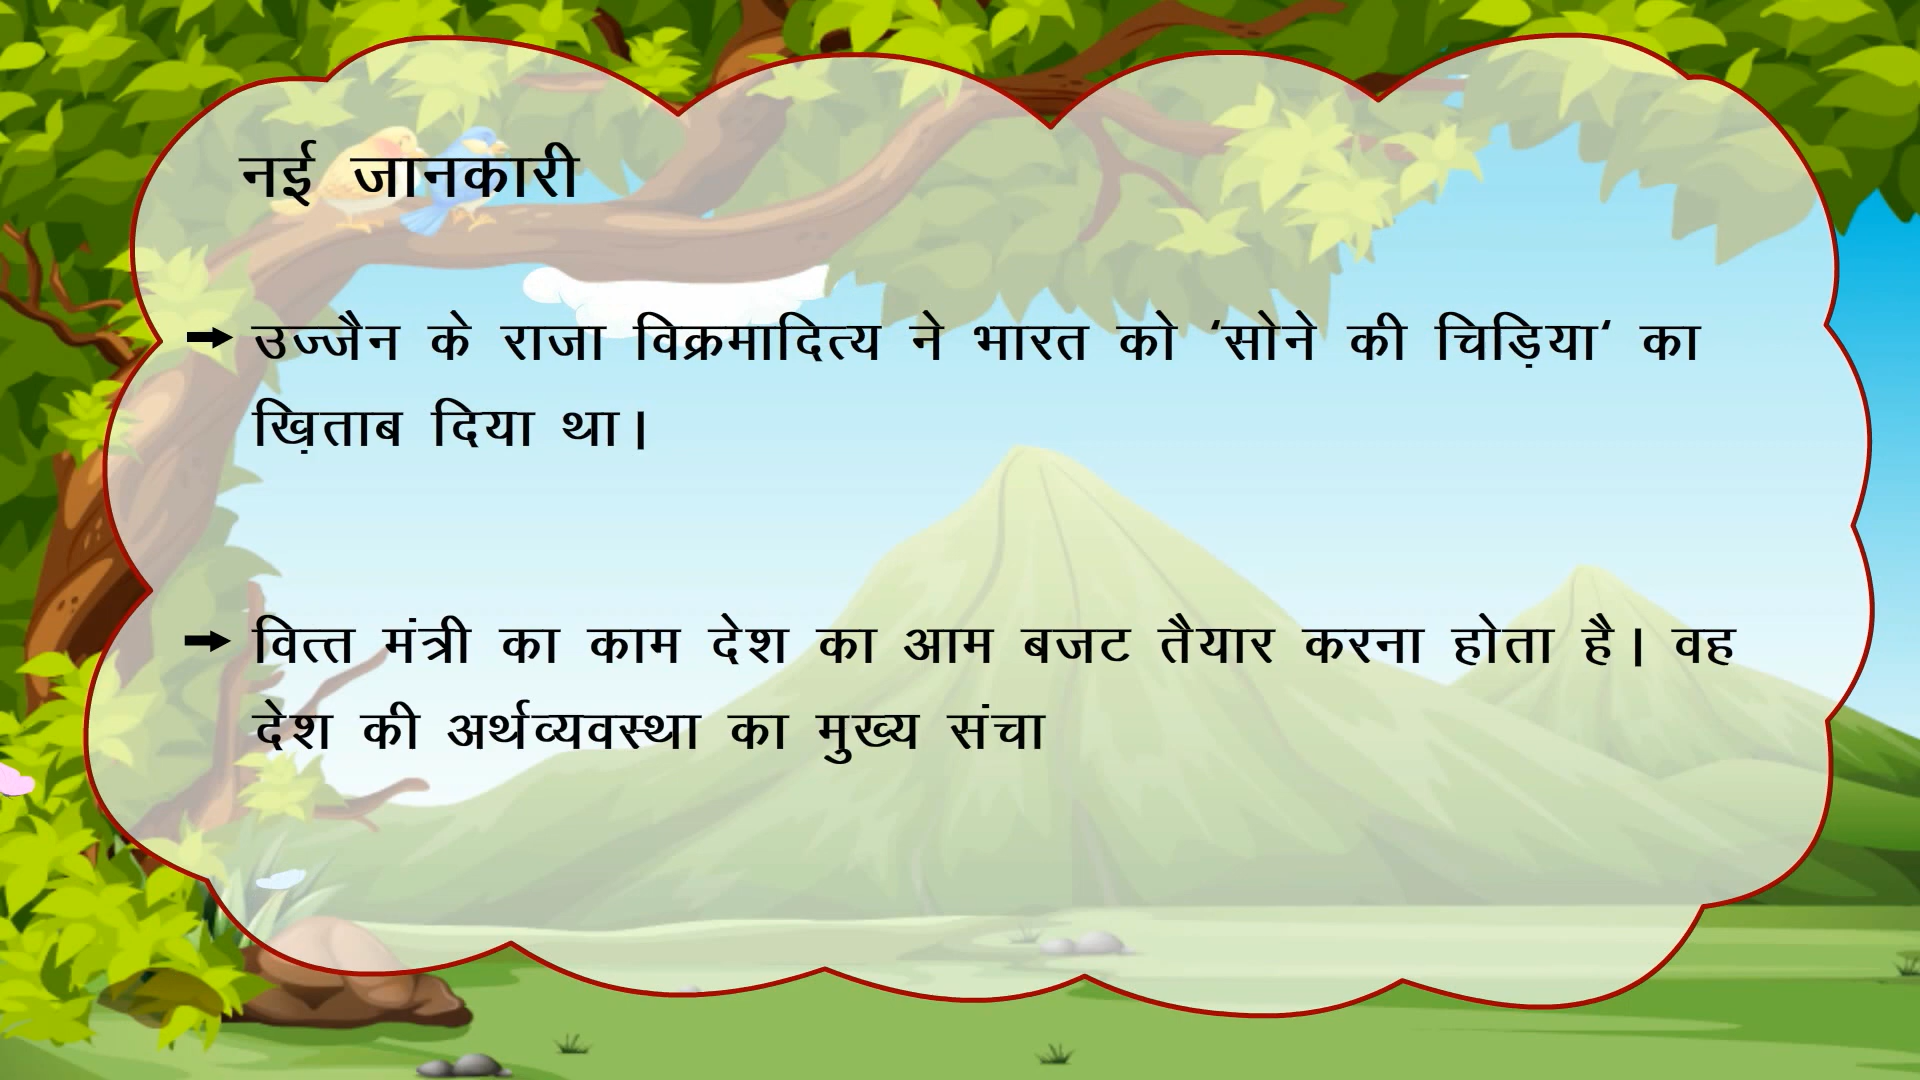 नई जानकारी
➡ उज्जैन के राजा विक्रमादित्य ने भारत को ‘सोने की चिड़िया‘ का
ख़िताब दिया था।
➡ वित्त मंत्री का काम देश का आम बजट तैयार करना होता है। वह
देश की अर्थव्यवस्था का मुख्य संचा